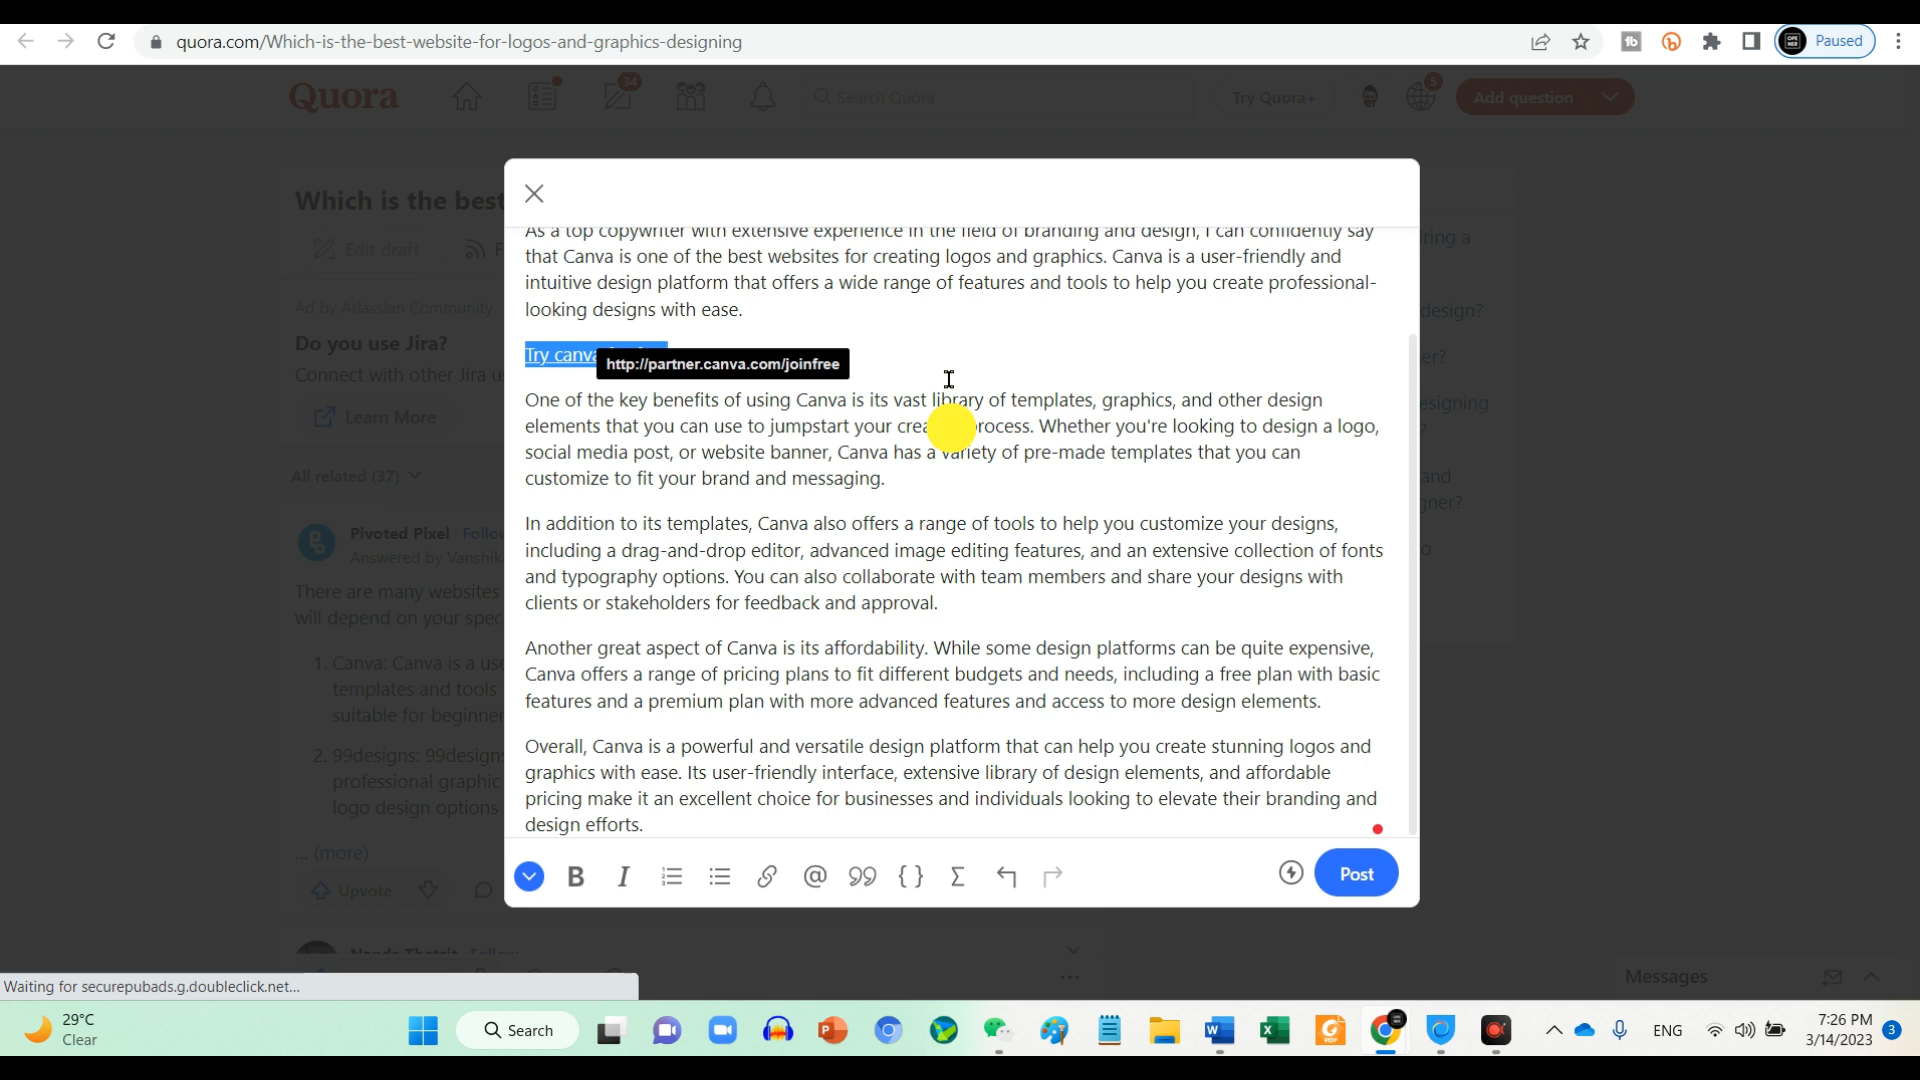 quora.com/Which-is-the-best-website-for-logos-and-graphics-designing
Paused
Quora
34
Search Quora
Try Quora+
5
Add question
Which is the best
Edit draft
Ad by Atlassian Community
Do you use Jira?
Connect with other Jira u
Learn More
All related (37)
Pivoted Pixel · Follow
Answered by Vanshika
There are many websites
will depend on your spec
1. Canva: Canva is a use
templates and tools
suitable for beginner
2. 99designs: 99designs
professional graphic
logo design options
... (more)
Upvote
As a top copywriter with extensive experience in the field of branding and design, I can confidently say
that Canva is one of the best websites for creating logos and graphics. Canva is a user-friendly and
intuitive design platform that offers a wide range of features and tools to help you create professional-
looking designs with ease.
Try canva
http://partner.canva.com/joinfree
One of the key benefits of using Canva is its vast library of templates, graphics, and other design
elements that you can use to jumpstart your crea process. Whether you're looking to design a logo,
social media post, or website banner, Canva has a variety of pre-made templates that you can
customize to fit your brand and messaging.
In addition to its templates, Canva also offers a range of tools to help you customize your designs,
including a drag-and-drop editor, advanced image editing features, and an extensive collection of fonts
and typography options. You can also collaborate with team members and share your designs with
clients or stakeholders for feedback and approval.
Another great aspect of Canva is its affordability. While some design platforms can be quite expensive,
Canva offers a range of pricing plans to fit different budgets and needs, including a free plan with basic
features and a premium plan with more advanced features and access to more design elements.
Overall, Canva is a powerful and versatile design platform that can help you create stunning logos and
graphics with ease. Its user-friendly interface, extensive library of design elements, and affordable
pricing make it an excellent choice for businesses and individuals looking to elevate their branding and
design efforts.
Post
ring a
design?
er?
esigning
?
and
gner?
o
Messages
Waiting for securepubads.g.doubleclick.net...
29°C
Clear
Search
ENG
7:26 PM
3/14/2023
3